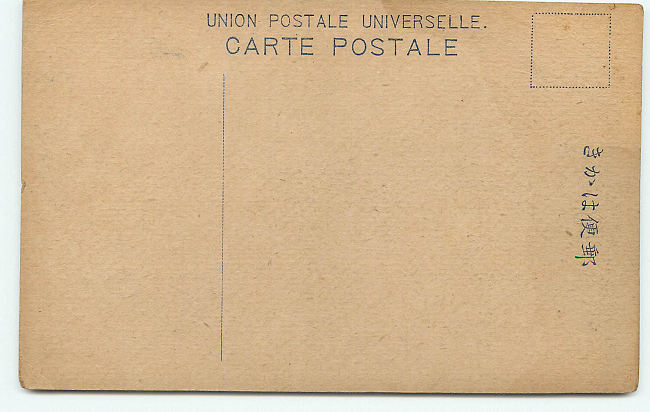 UNION POSTALE UNIVERSELLE.
CARTE POSTALE
郵便はかき